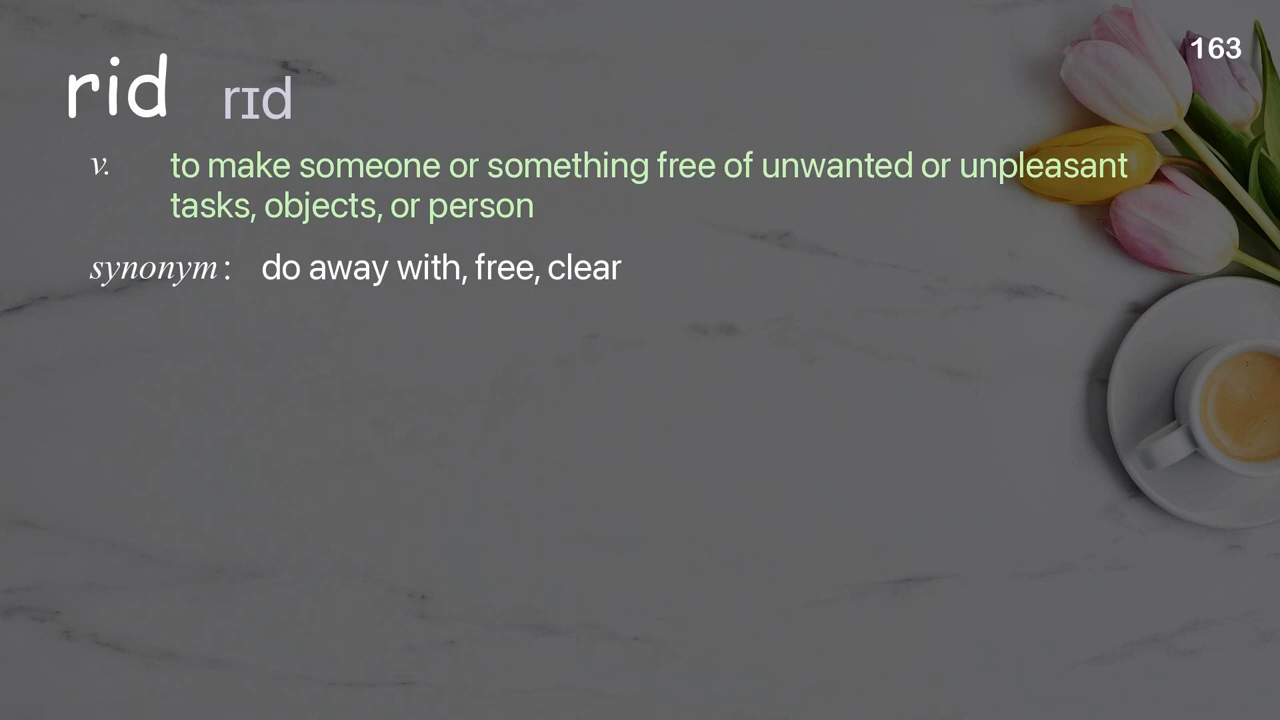 163
rid rɪd
v. to make someone or something free of unwanted or unpleasant
tasks, objects, or person
synonym: do away with, free, clear